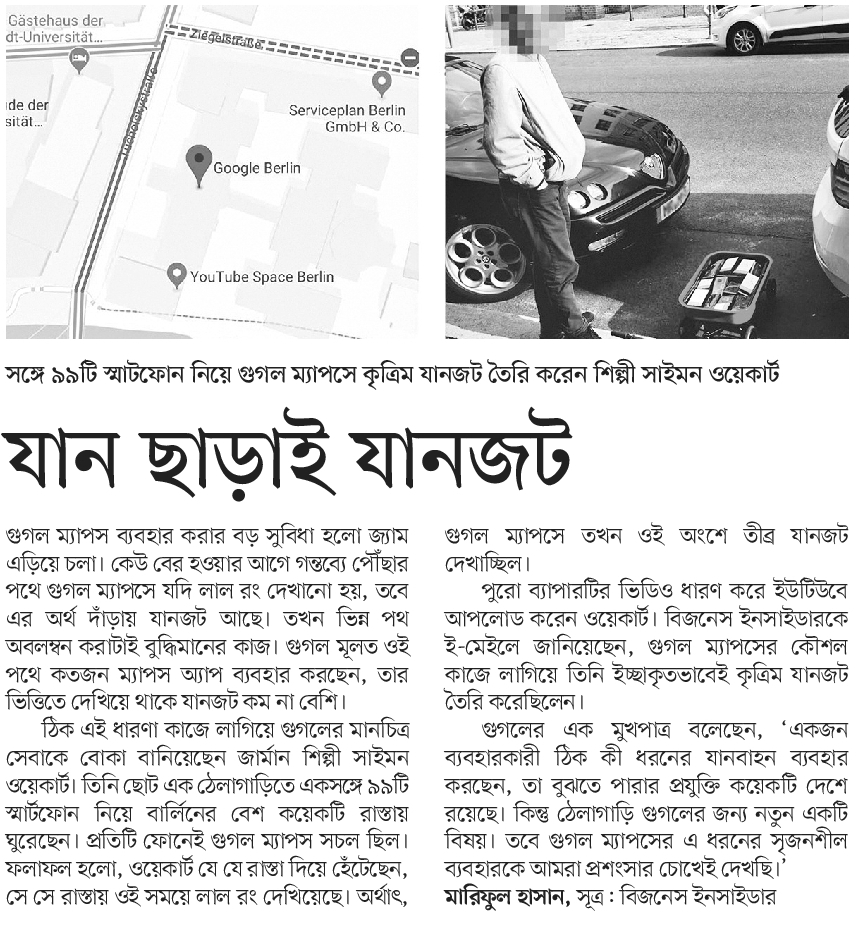 Gästehaus der
dt-Universität...
Ziegelstraße
Serviceplan Berlin
GmbH & Co.
de der
sität...
Google Berlin
YouTube Space Berlin
সঙ্গে ৯৯টি স্মার্টফোন নিয়ে গুগল ম্যাপসে কৃত্রিম যানজট তৈরি করেন শিল্পী সাইমন ওয়েকার্ট
যান ছাড়াই যানজট
গুগল ম্যাপস ব্যবহার করার বড় সুবিধা হলো জ্যাম
এড়িয়ে চলা। কেউ বের হওয়ার আগে গন্তব্যে পৌঁছার
পথে গুগল ম্যাপসে যদি লাল রং দেখানো হয়, তবে
এর অর্থ দাঁড়ায় যানজট আছে। তখন ভিন্ন পথ
অবলম্বন করাটাই বুদ্ধিমানের কাজ। গুগল মূলত ওই
পথে কতজন ম্যাপস অ্যাপ ব্যবহার করছেন, তার
ভিত্তিতে দেখিয়ে থাকে যানজট কম না বেশি।
ঠিক এই ধারণা কাজে লাগিয়ে গুগলের মানচিত্র
সেবাকে বোকা বানিয়েছেন জার্মান শিল্পী সাইমন
ওয়েকার্ট। তিনি ছোট এক ঠেলাগাড়িতে একসঙ্গে ৯৯টি
স্মার্টফোন নিয়ে বার্লিনের বেশ কয়েকটি রাস্তায়
ঘুরেছেন। প্রতিটি ফোনেই গুগল ম্যাপস সচল ছিল।
ফলাফল হলো, ওয়েকার্ট যে যে রাস্তা দিয়ে হেঁটেছেন,
সে সে রাস্তায় ওই সময়ে লাল রং দেখিয়েছে। অর্থাৎ,
গুগল ম্যাপসে তখন ওই অংশে তীব্র যানজট
দেখাচ্ছিল।
পুরো ব্যাপারটির ভিডিও ধারণ করে ইউটিউবে
আপলোড করেন ওয়েকার্ট। বিজনেস ইনসাইডারকে
ই-মেইলে জানিয়েছেন, গুগল ম্যাপসের কৌশল
কাজে লাগিয়ে তিনি ইচ্ছাকৃতভাবেই কৃত্রিম যানজট
তৈরি করেছিলেন।
গুগলের এক মুখপাত্র বলেছেন, ‘একজন
ব্যবহারকারী ঠিক কী ধরনের যানবাহন ব্যবহার
করছেন, তা বুঝতে পারার প্রযুক্তি কয়েকটি দেশে
রয়েছে। কিন্তু ঠেলাগাড়ি গুগলের জন্য নতুন একটি
বিষয়। তবে গুগল ম্যাপসের এ ধরনের সৃজনশীল
ব্যবহারকে আমরা প্রশংসার চোখেই দেখছি।’
মারিফুল হাসান, সূত্র : বিজনেস ইনসাইডার